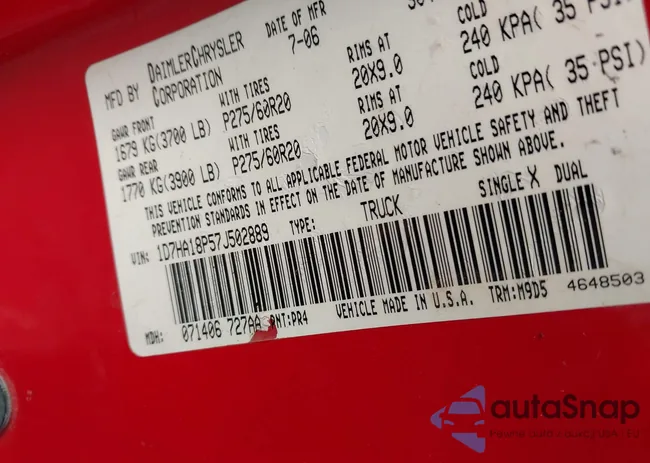 MFD BY DAIMLERCHRYSLER CORPORATION
DATE OF MFR
7-06
GAWR FRONT
1679 KG(3700 LB)
WITH TIRES
P275/60R20
RIMS AT
20X9.0
COLD
240 KPA( 35 PSI)
GAWR REAR
1770 KG(3900 LB)
WITH TIRES
P275/60R20
RIMS AT
20X9.0
COLD
240 KPA( 35 PSI)
THIS VEHICLE CONFORMS TO ALL APPLICABLE FEDERAL MOTOR VEHICLE SAFETY AND THEFT
PREVENTION STANDARDS IN EFFECT ON THE DATE OF MANUFACTURE SHOWN ABOVE.
VIN: 1D7HA18P57J502889 TYPE: TRUCK SINGLE X DUAL
MDH: 071406 727AA PNT:PR4 VEHICLE MADE IN U.S.A. TRM:M9D5 4648503
autaSnap